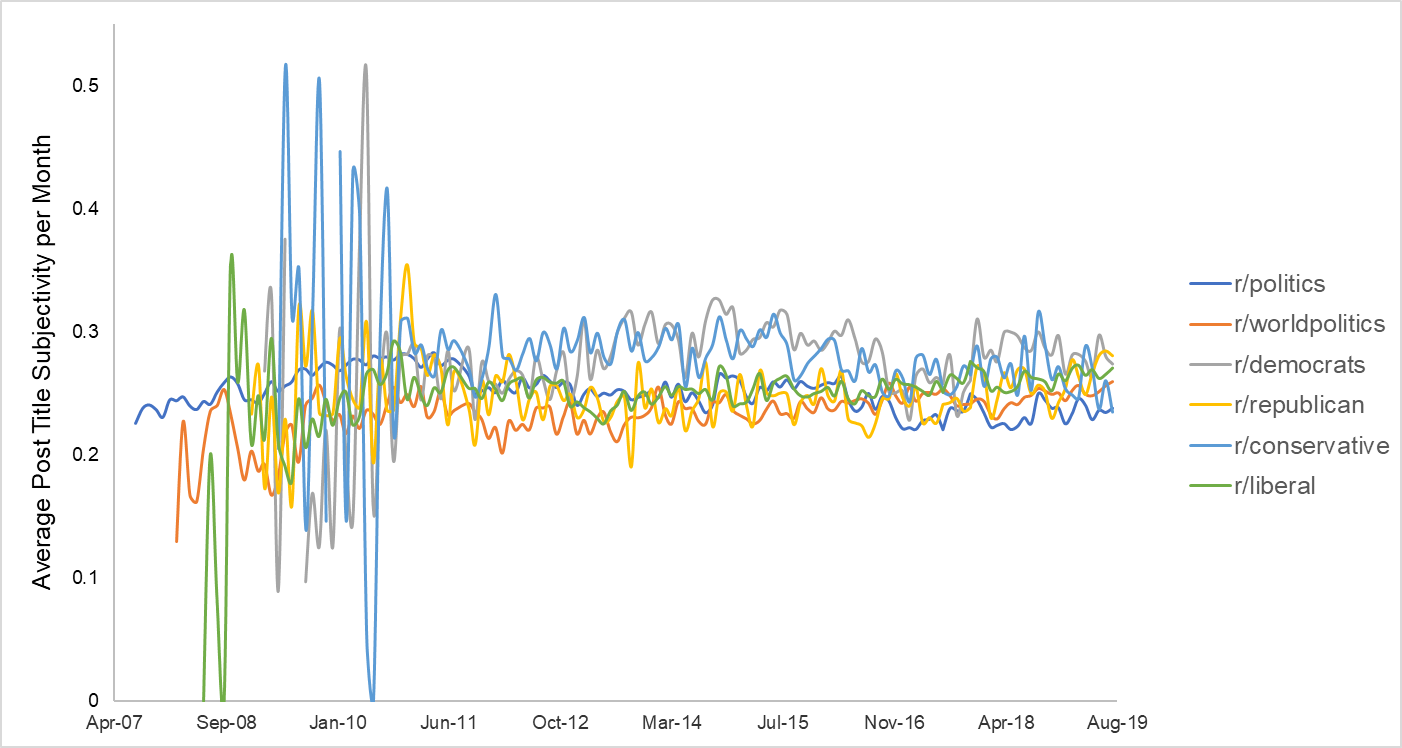 Average Post Title Subjectivity per Month
0.5
0.4
0.3
0.2
0.1
0
Apr-07 Sep-08 Jan-10 Jun-11 Oct-12 Mar-14 Jul-15 Nov-16 Apr-18 Aug-19
r/politics
r/worldpolitics
r/democrats
r/republican
r/conservative
r/liberal